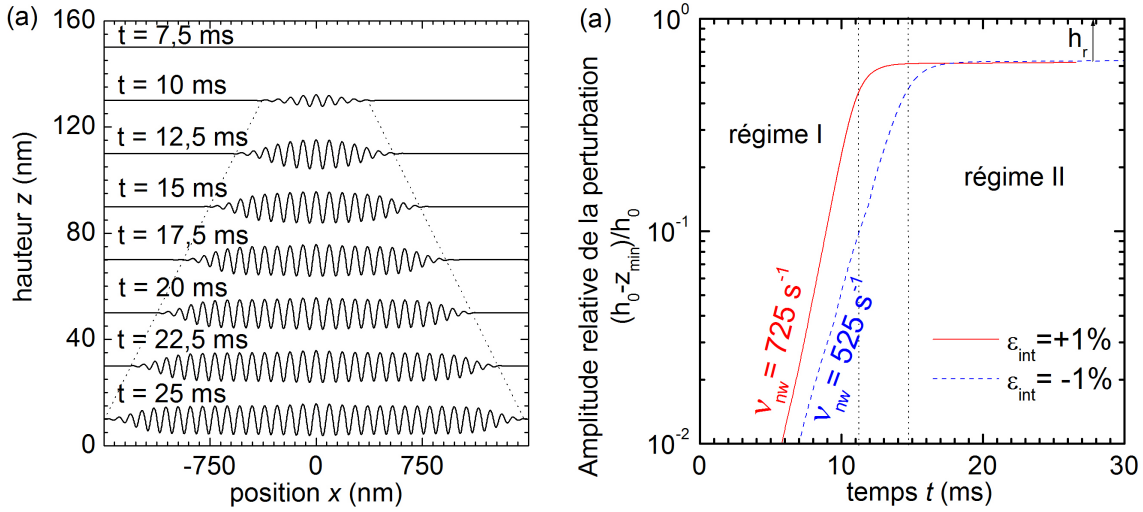 (a)
t = 7,5 ms
t = 10 ms
t = 12,5 ms
t = 15 ms
t = 17,5 ms
t = 20 ms
t = 22,5 ms
t = 25 ms
160
120
80
40
0
hauteur z (nm)
-750 0 750
position x (nm)
(a)
Amplitude relative de la perturbation
(h₀-z_min)/h₀
10⁰
10⁻¹
10⁻²
régime I
régime II
h_r
ν_nw = 725 s⁻¹
ν_nw = 525 s⁻¹
ε_int=+1%
ε_int= -1%
0 10 20 30
temps t (ms)